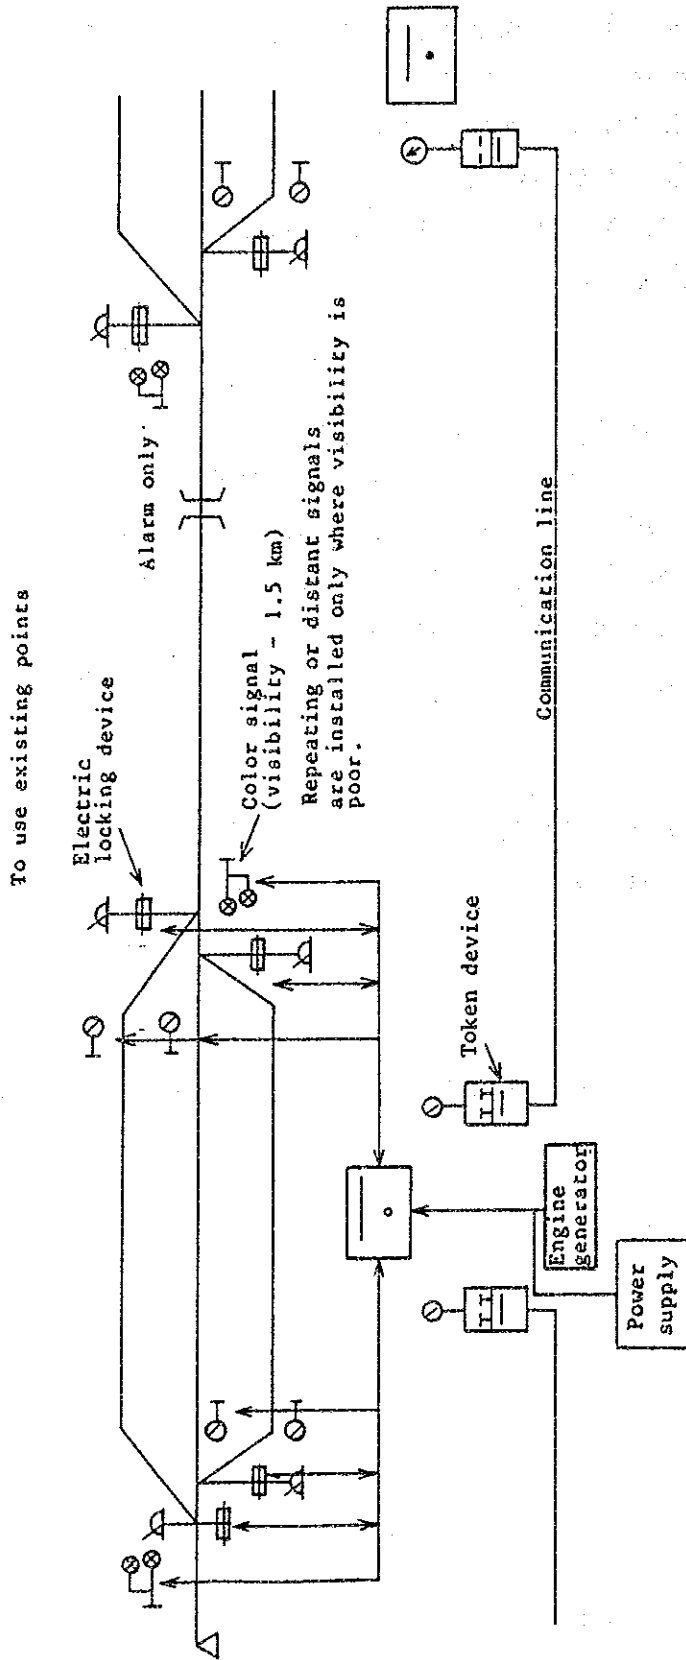 To use existing points
Electric
locking device
Alarm only
Color signal
(visibility - 1.5 km)
Repeating or distant signals
are installed only where visibility is
poor.
Token device
Communication line
Engine
generator
Power
supply